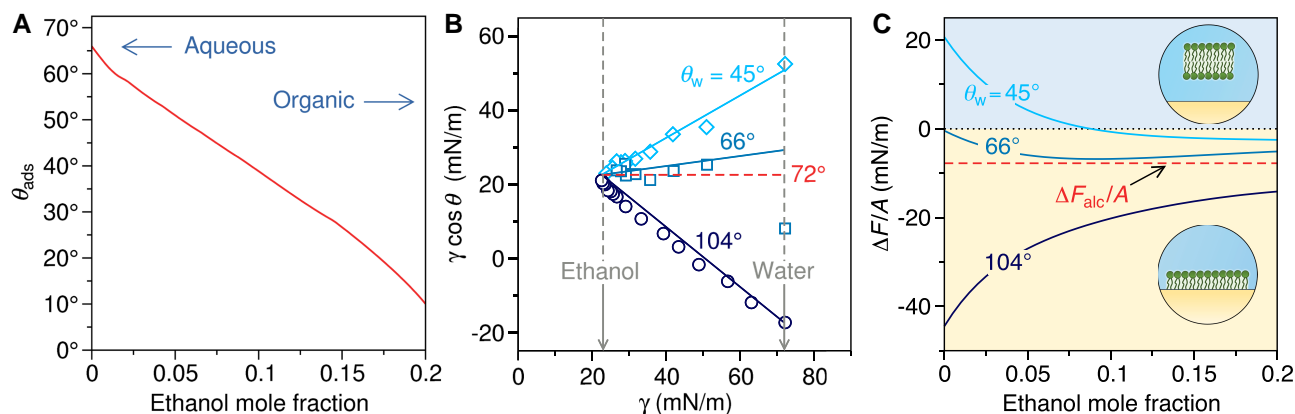 A
70°
60°
50°
40°
30°
20°
10°
0°
θads
← Aqueous
Organic →
0
0.05
0.1
0.15
0.2
Ethanol mole fraction
B
60
40
20
0
-20
γ cos θ (mN/m)
θw = 45°
66°
72°
104°
Ethanol
Water
0
20
40
60
80
γ (mN/m)
C
20
0
-20
-40
ΔF/A (mN/m)
θw = 45°
66°
ΔFalc/A
104°
0
0.05
0.1
0.15
0.2
Ethanol mole fraction